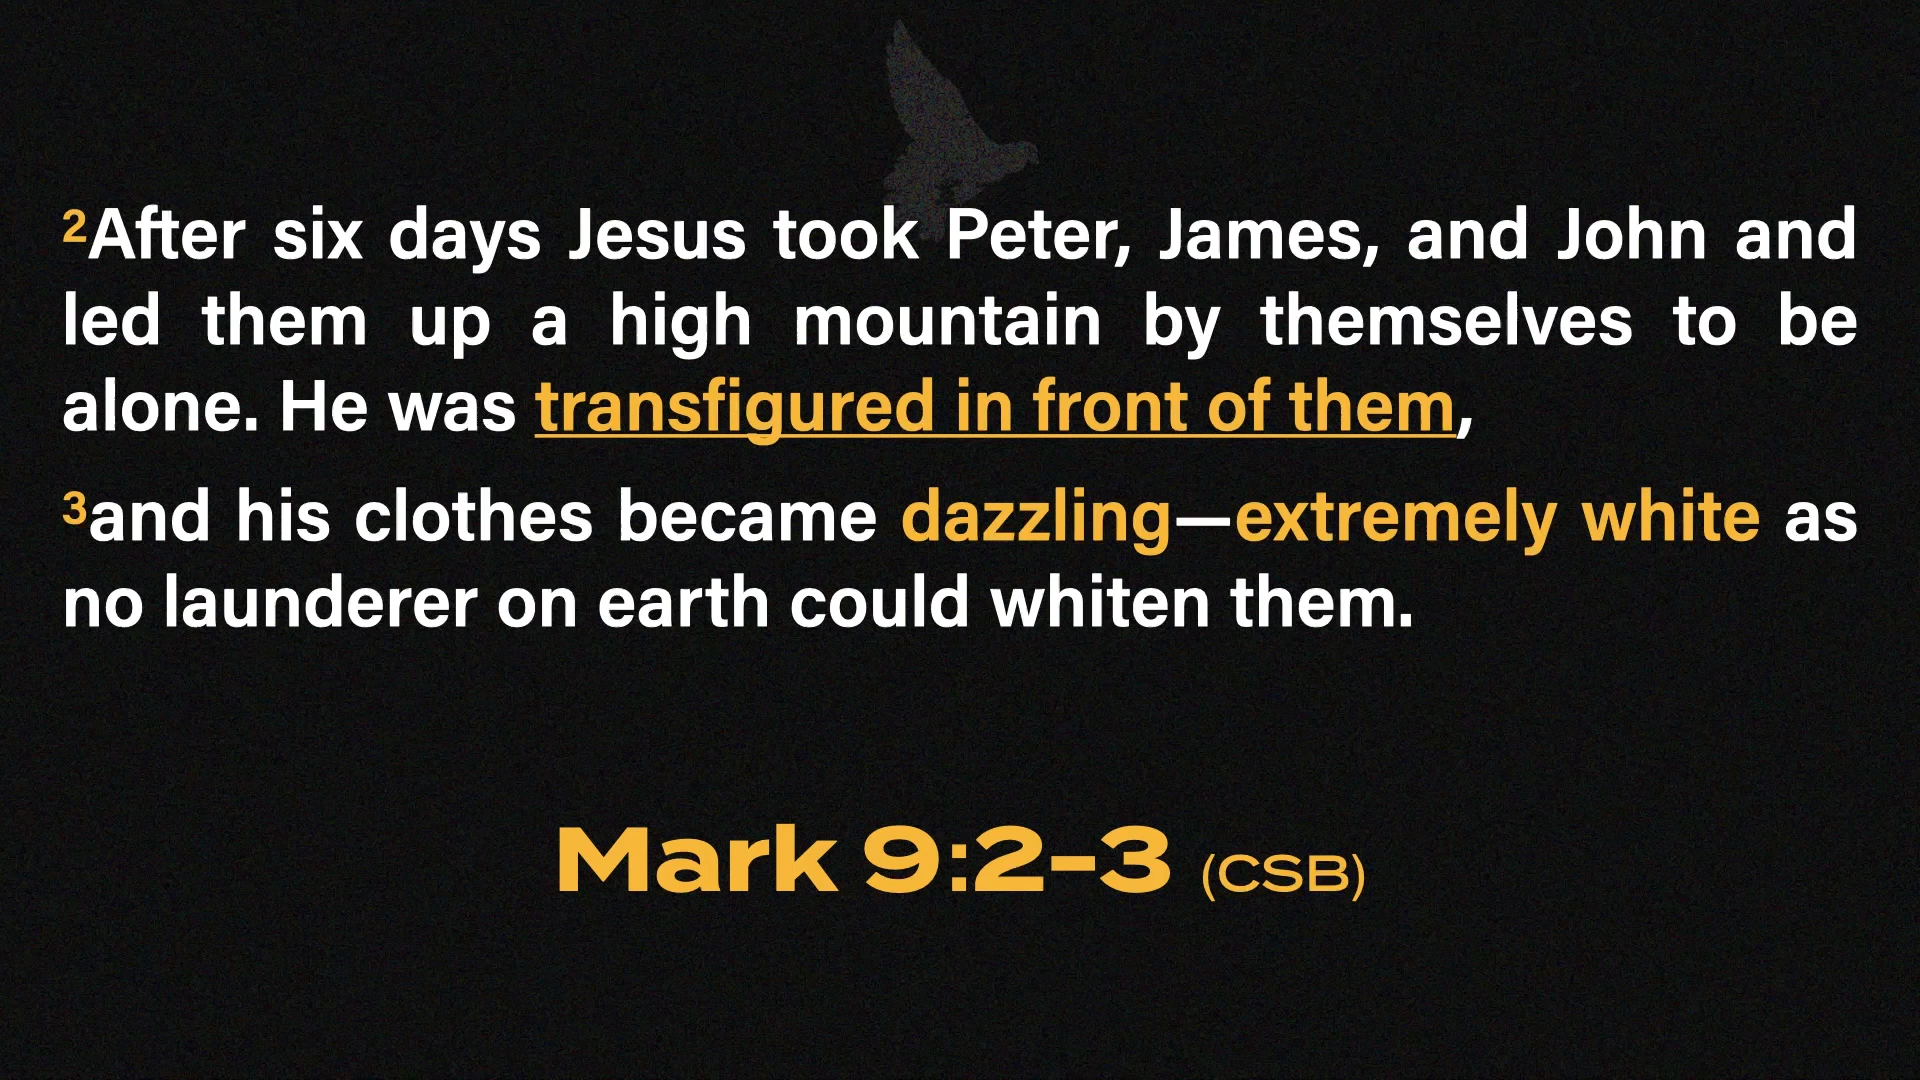 ²After six days Jesus took Peter, James, and John and
led them up a high mountain by themselves to be
alone. He was transfigured in front of them,
³and his clothes became dazzling—extremely white as
no launderer on earth could whiten them.
Mark 9:2–3 (CSB)